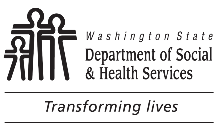 Washington State
Department of Social
& Health Services
Transforming lives